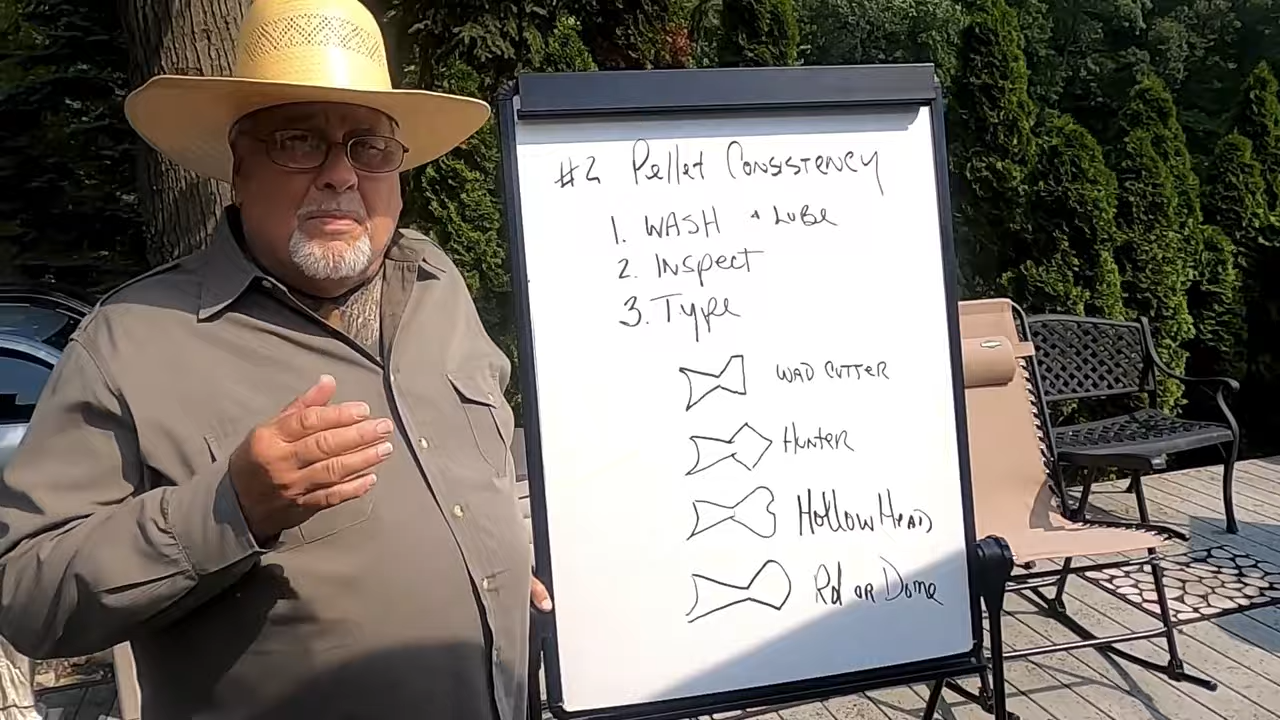 #2 Pellet Consistency
1. WASH + LuBe
2. Inspect
3. Type
WAD CUTTER
Hunter
Hollow Head
Rd or Dome